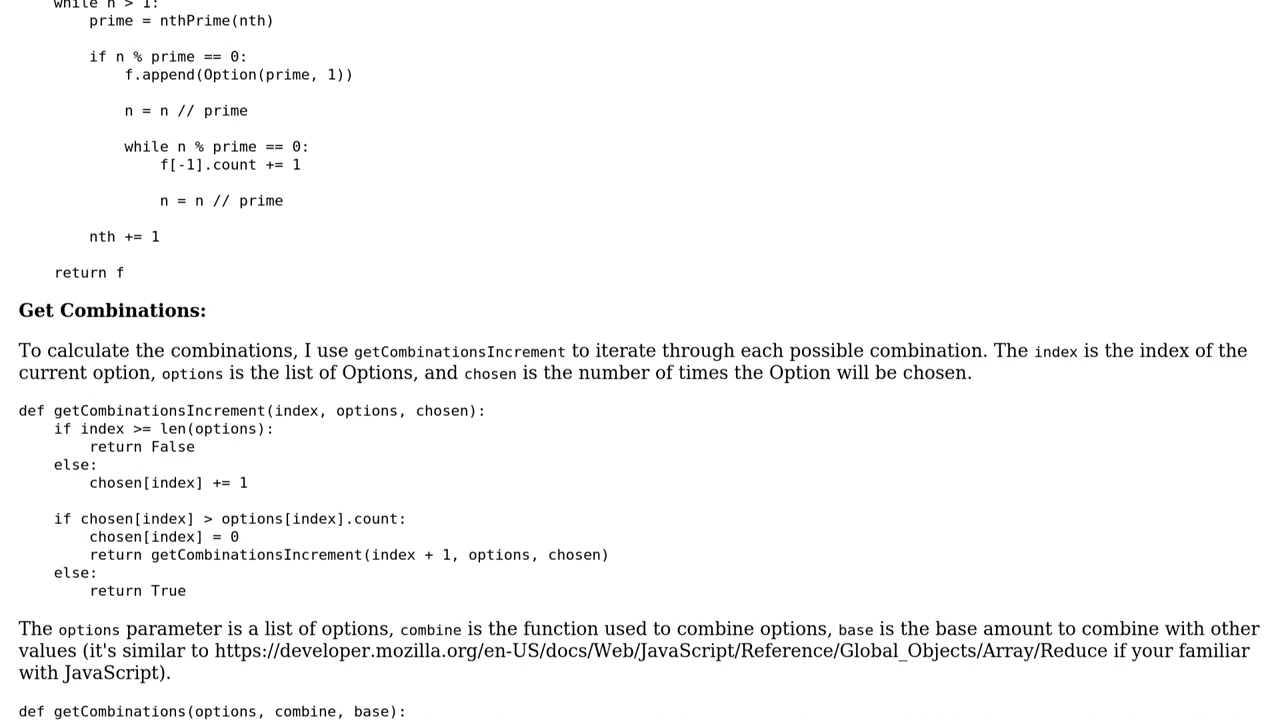 while n > 1:
prime = nthPrime(nth)
if n % prime == 0:
f.append(Option(prime, 1))
n = n // prime
while n % prime == 0:
f[-1].count += 1
n = n // prime
nth += 1
return f
Get Combinations:
To calculate the combinations, I use getCombinationsIncrement to iterate through each possible combination. The index is the index of the
current option, options is the list of Options, and chosen is the number of times the Option will be chosen.
def getCombinationsIncrement(index, options, chosen):
if index >= len(options):
return False
else:
chosen[index] += 1
if chosen[index] > options[index].count:
chosen[index] = 0
return getCombinationsIncrement(index + 1, options, chosen)
else:
return True
The options parameter is a list of options, combine is the function used to combine options, base is the base amount to combine with other
values (it's similar to https://developer.mozilla.org/en-US/docs/Web/JavaScript/Reference/Global_Objects/Array/Reduce if your familiar
with JavaScript).
def getCombinations(options, combine, base):